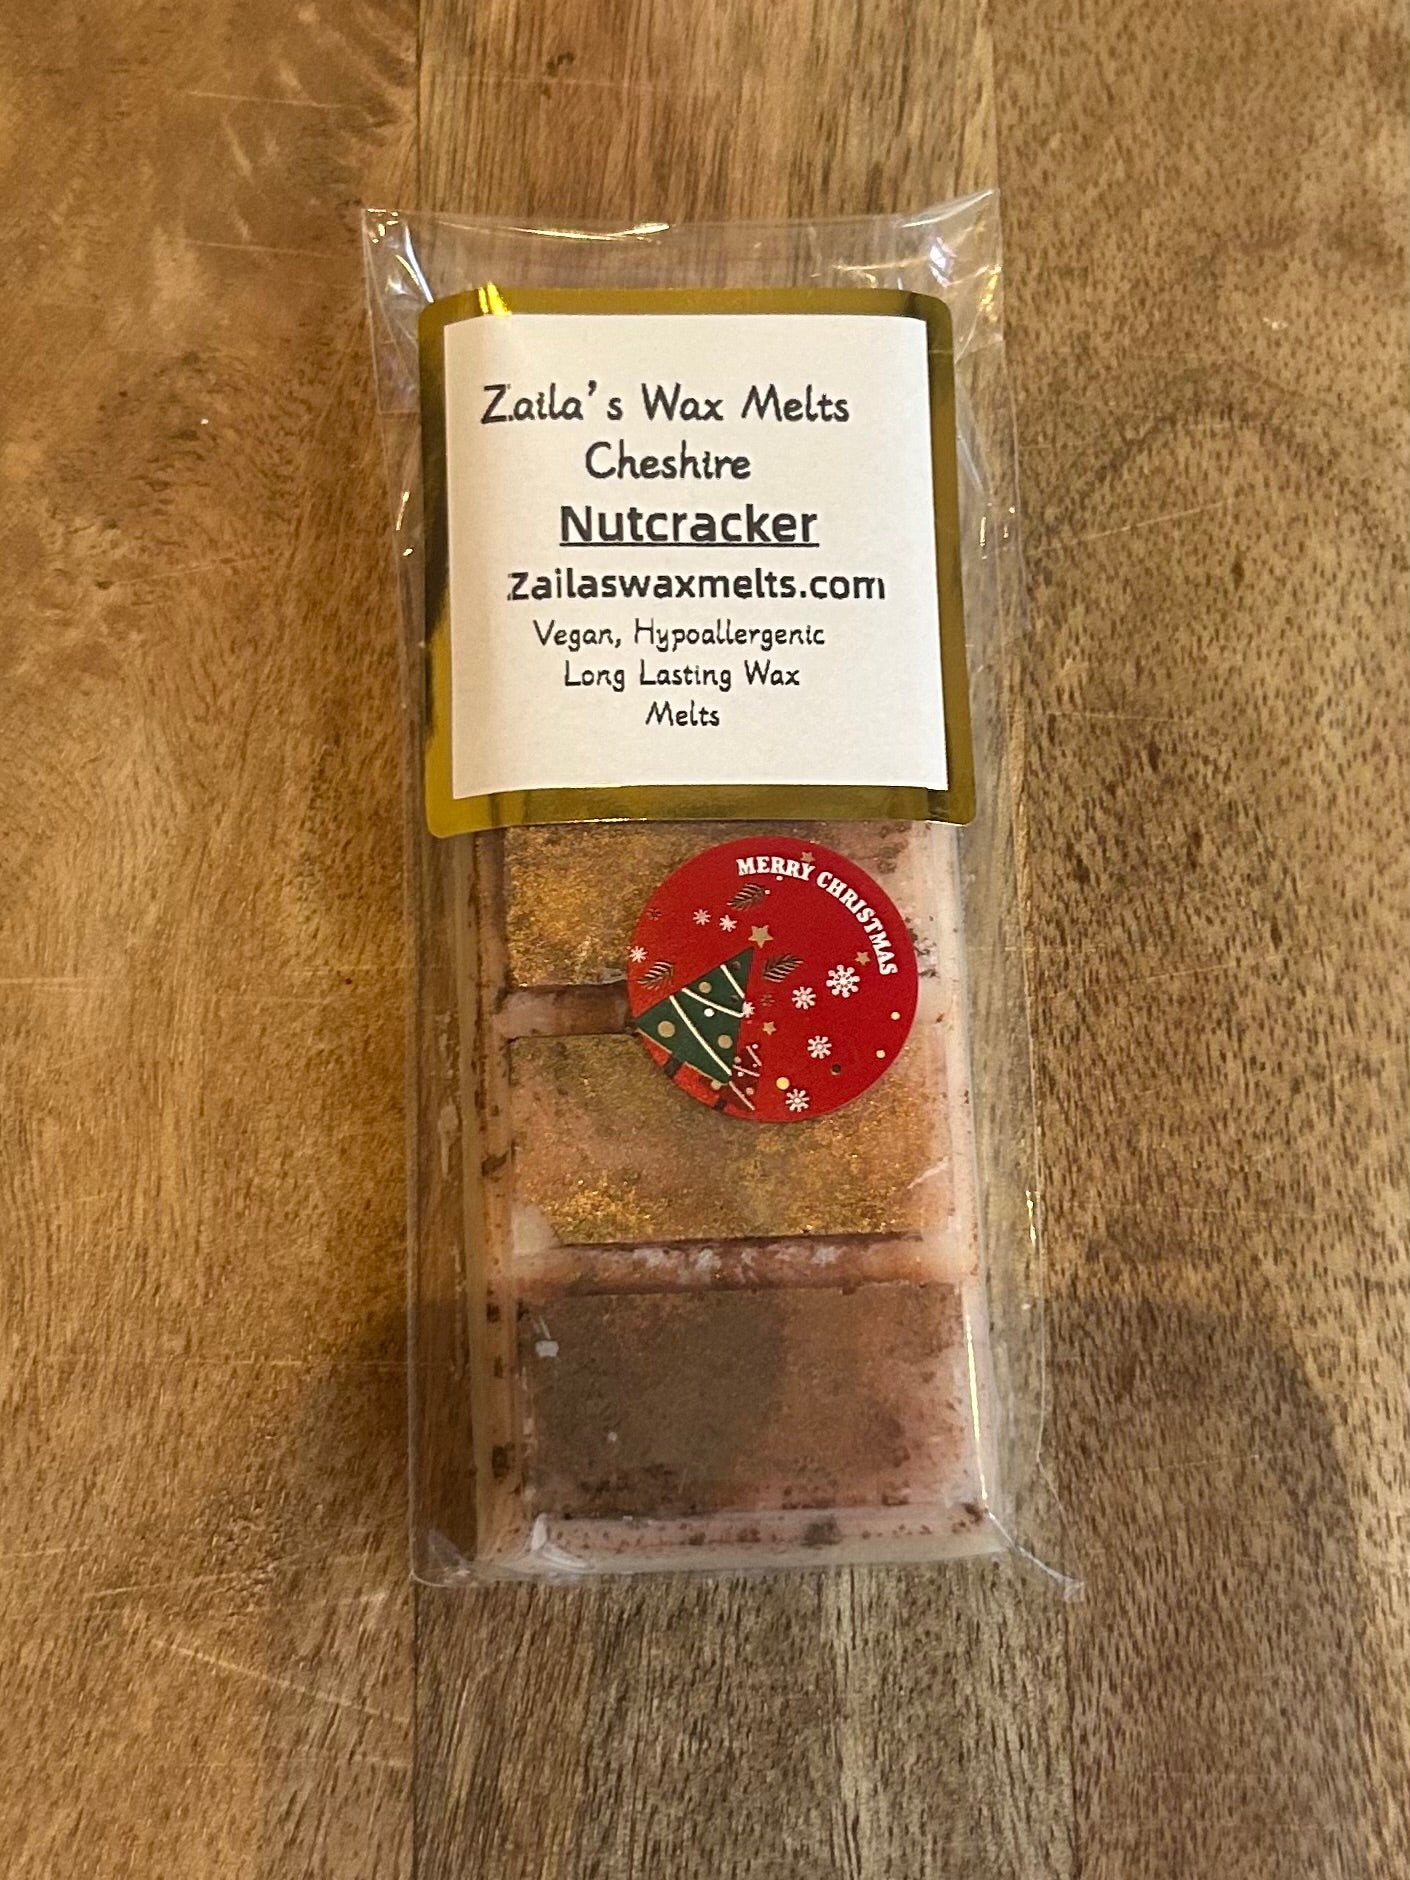 Zaila's Wax Melts
Cheshire
Nutcracker
zailaswaxmelts.com
Vegan, Hypoallergenic
Long Lasting Wax
Melts
MERRY CHRISTMAS